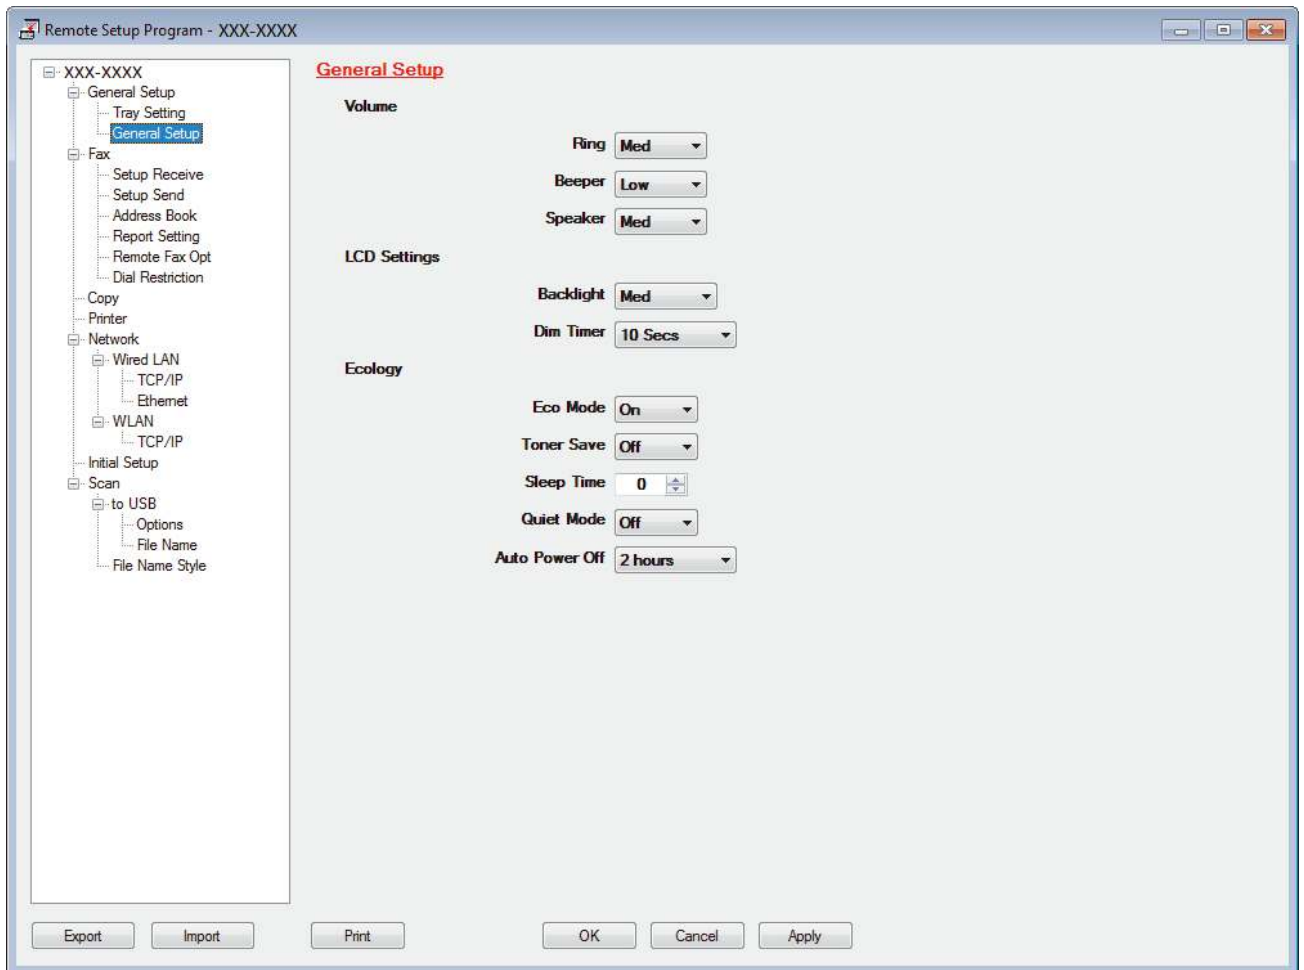 Remote Setup Program - XXX-XXXX
XXX-XXXX
General Setup
Tray Setting
General Setup
Fax
Setup Receive
Setup Send
Address Book
Report Setting
Remote Fax Opt
Dial Restriction
Copy
Printer
Network
Wired LAN
TCP/IP
Ethernet
WLAN
TCP/IP
Initial Setup
Scan
to USB
Options
File Name
File Name Style
General Setup
Volume
Ring Med
Beeper Low
Speaker Med
LCD Settings
Backlight Med
Dim Timer 10 Secs
Ecology
Eco Mode On
Toner Save Off
Sleep Time 0
Quiet Mode Off
Auto Power Off 2 hours
Export Import Print OK Cancel Apply